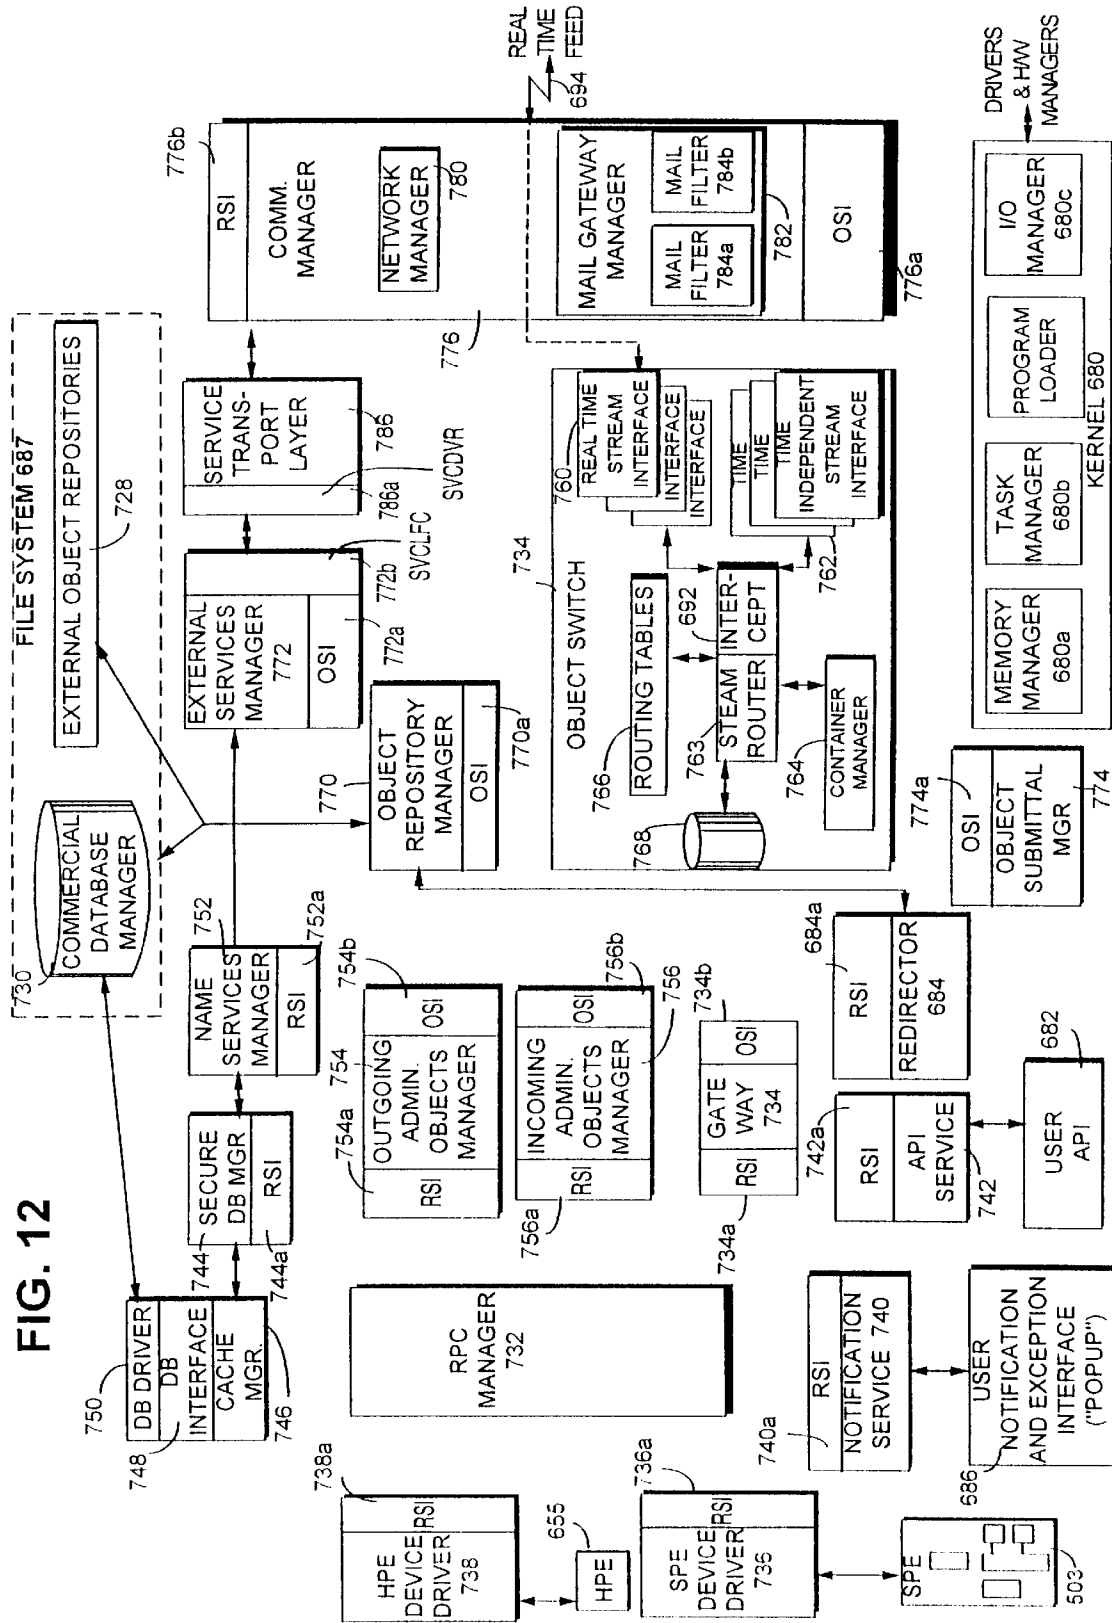 FIG. 12
FILE SYSTEM 687
730
COMMERCIAL
DATABASE
MANAGER
EXTERNAL OBJECT REPOSITORIES
728
750
DB DRIVER
DB
INTERFACE
748
CACHE
MGR.
746
744
SECURE
DB MGR
RSI
744a
NAME
752
SERVICES
MANAGER
RSI
752a
EXTERNAL
SERVICES
MANAGER
772
OSI
772b
772a
SVCLFC
SERVICE
TRANS-
PORT
LAYER
786a
786
SVCDVR
RSI
776b
COMM.
MANAGER
NETWORK
MANAGER
780
776
MAIL GATEWAY
MANAGER
MAIL
FILTER
784a
MAIL
FILTER
784b
782
OSI
776a
REAL
TIME
FEED
694
738a
HPE
DEVICE
DRIVER
738
RSI
655
HPE
736a
SPE
DEVICE
DRIVER
736
RSI
SPE
503
RPC
MANAGER
732
754a
754
754b
RSI
OUTGOING
ADMIN.
OBJECTS
MANAGER
OSI
RSI
INCOMING
ADMIN.
OBJECTS
MANAGER
OSI
756a
756b
756
RSI
GATE
WAY
734
OSI
734a
734b
770
OBJECT
REPOSITORY
MANAGER
OSI
770a
734
OBJECT SWITCH
766
ROUTING TABLES
692
763
STEAM
ROUTER
INTER-
CEPT
768
764
CONTAINER
MANAGER
760
REAL TIME
STREAM
INTERFACE
INTERFACE
INTERFACE
TIME
TIME
TIME
INDEPENDENT
STREAM
INTERFACE
762
740a
RSI
NOTIFICATION
SERVICE 740
USER
NOTIFICATION
AND EXCEPTION
INTERFACE
("POPUP")
686
742a
RSI
API
SERVICE
742
USER
API
682
684a
RSI
REDIRECTOR
684
774a
OSI
OBJECT
SUBMITTAL
MGR
774
MEMORY
MANAGER
680a
TASK
MANAGER
680b
PROGRAM
LOADER
I/O
MANAGER
680c
KERNEL 680
DRIVERS
& H/W
MANAGERS